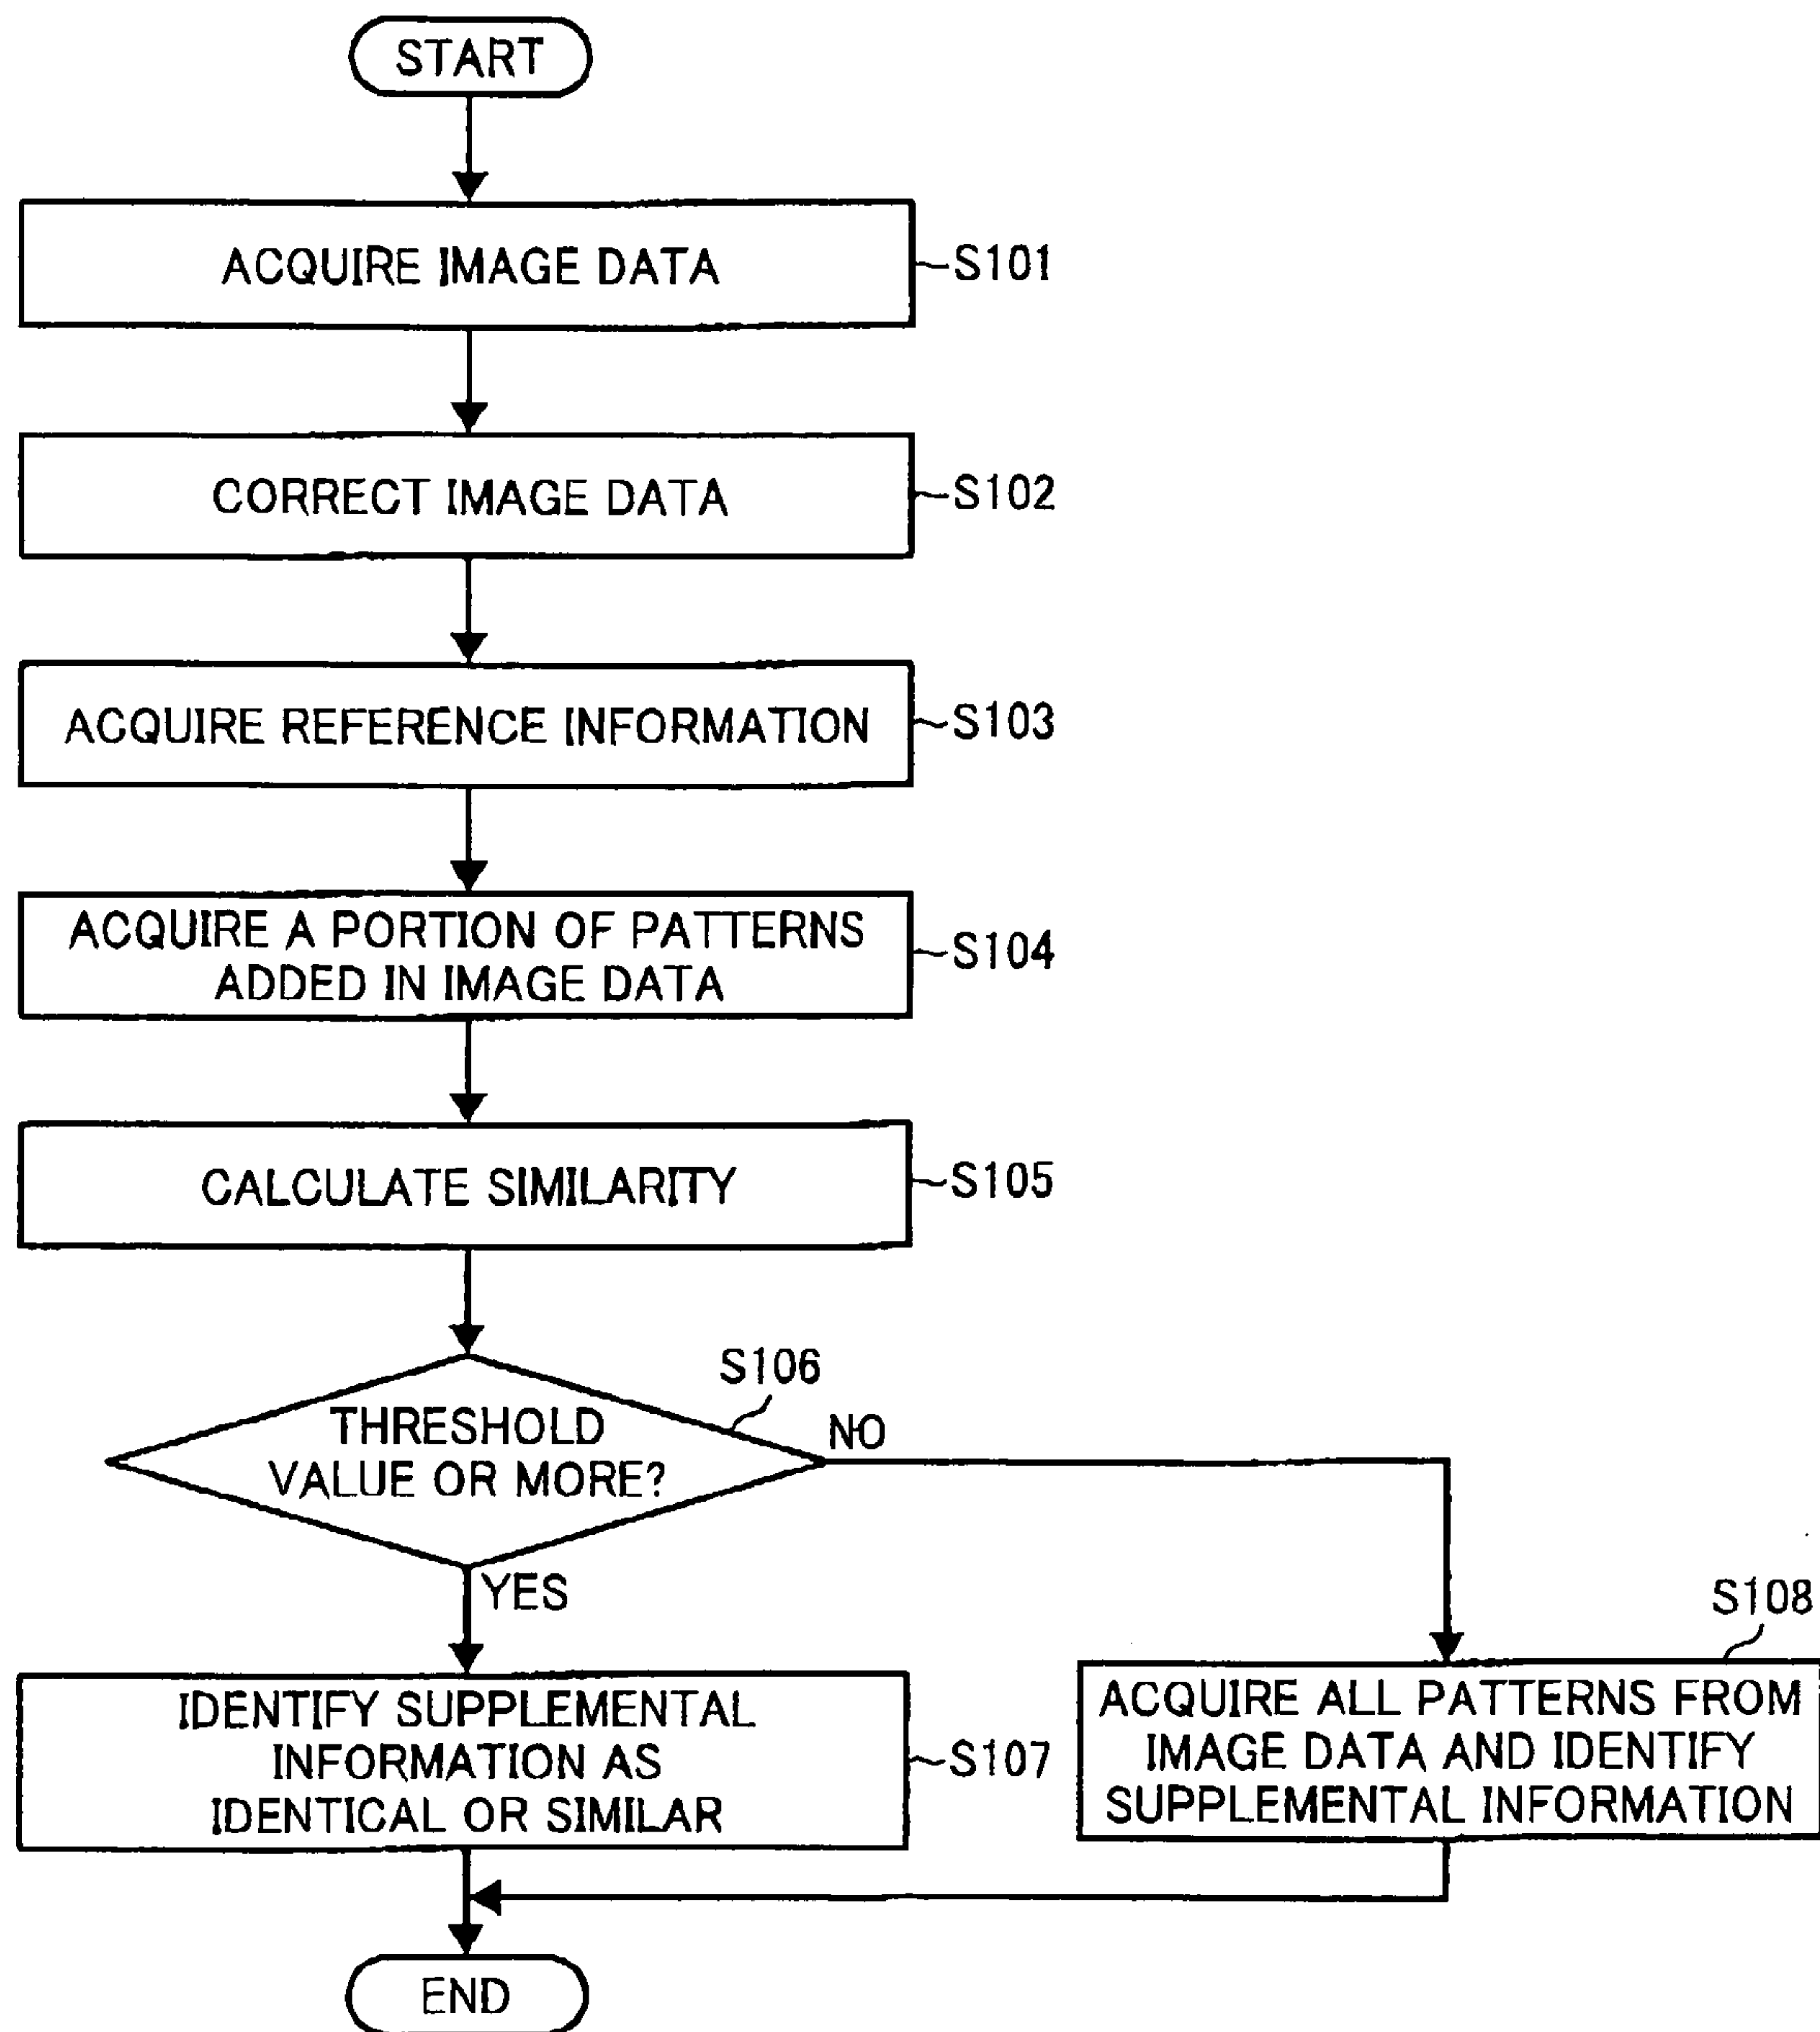 START
ACQUIRE IMAGE DATA
S101
CORRECT IMAGE DATA
S102
ACQUIRE REFERENCE INFORMATION
S103
ACQUIRE A PORTION OF PATTERNS
ADDED IN IMAGE DATA
S104
CALCULATE SIMILARITY
S105
S106
THRESHOLD
VALUE OR MORE?
NO
YES
IDENTIFY SUPPLEMENTAL
INFORMATION AS
IDENTICAL OR SIMILAR
S107
S108
ACQUIRE ALL PATTERNS FROM
IMAGE DATA AND IDENTIFY
SUPPLEMENTAL INFORMATION
END